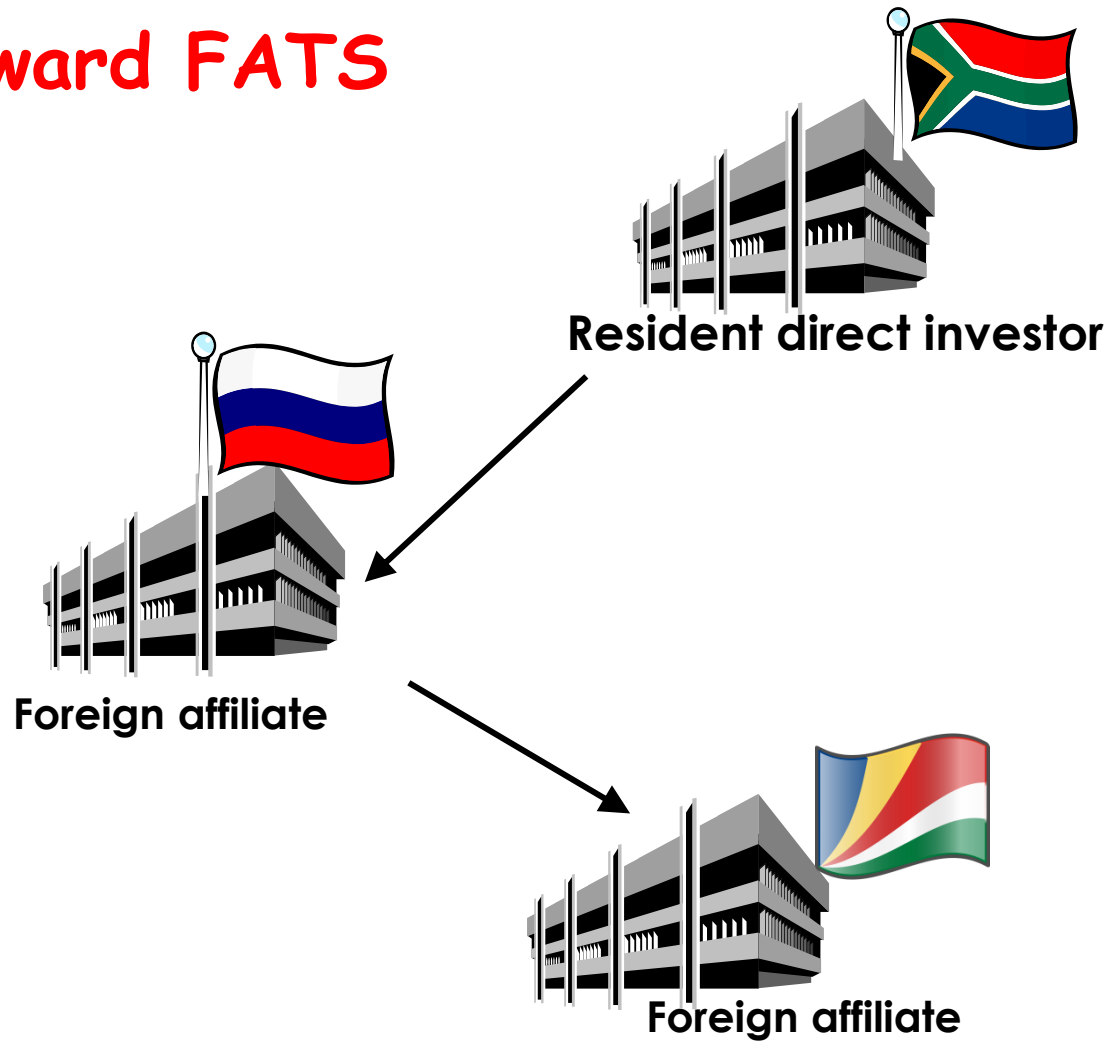 ward FATS
Resident direct investor
Foreign affiliate
Foreign affiliate